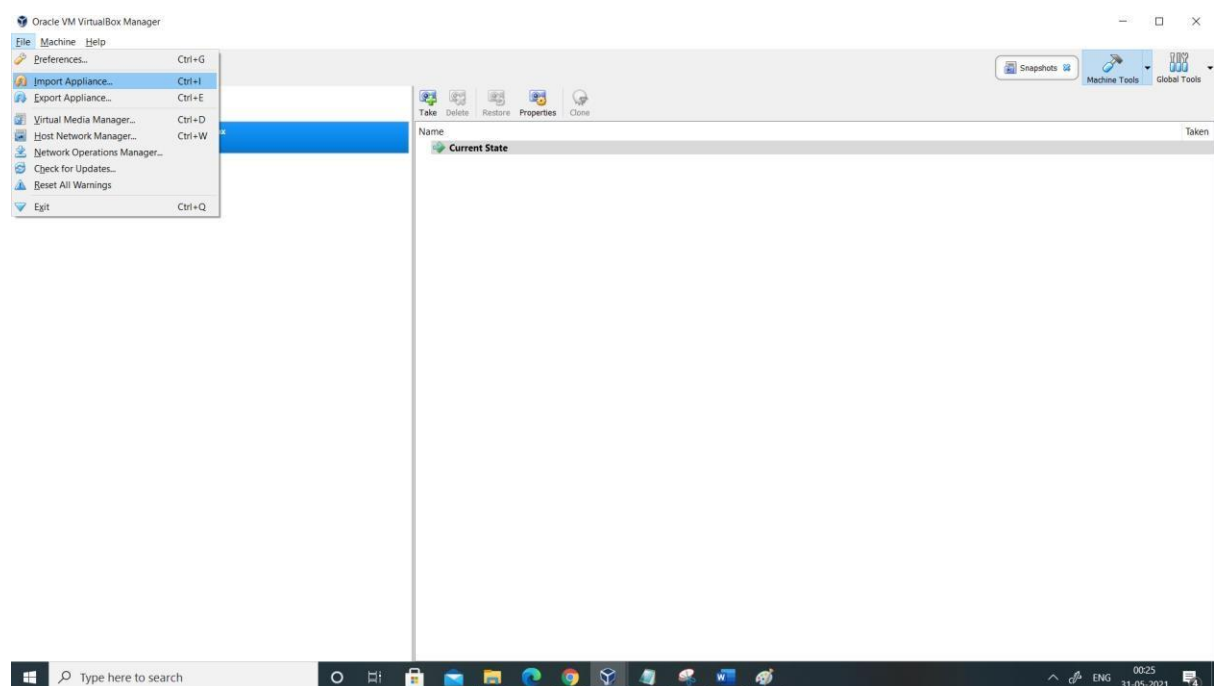 Oracle VM VirtualBox Manager
File Machine Help
Preferences... Ctrl+G
Import Appliance... Ctrl+I
Export Appliance... Ctrl+E
Virtual Media Manager... Ctrl+D
Host Network Manager... Ctrl+W
Network Operations Manager...
Check for Updates...
Reset All Warnings
Exit Ctrl+Q
Snapshots
Machine Tools
Global Tools
Take Delete Restore Properties Clone
Name Taken
Current State
Type here to search
W
ENG
00:25
31-05-2021
4